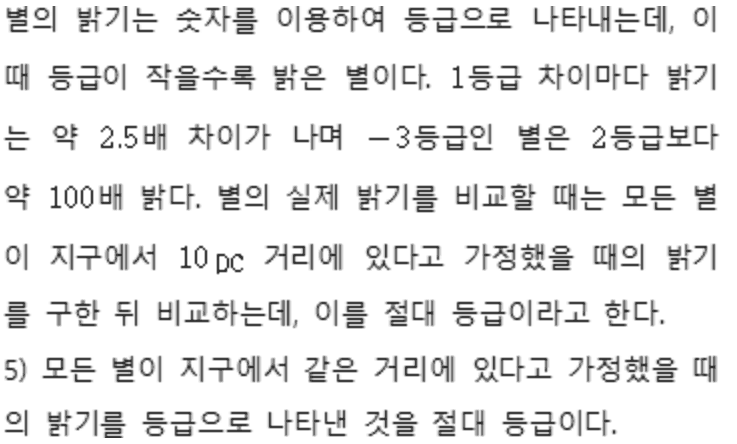 별의 밝기는 숫자를 이용하여 등급으로 나타내는데, 이
때 등급이 작을수록 밝은 별이다. 1등급 차이마다 밝기
는 약 2.5배 차이가 나며 −3등급인 별은 2등급보다
약 100배 밝다. 별의 실제 밝기를 비교할 때는 모든 별
이 지구에서 10 pc 거리에 있다고 가정했을 때의 밝기
를 구한 뒤 비교하는데, 이를 절대 등급이라고 한다.
5) 모든 별이 지구에서 같은 거리에 있다고 가정했을 때
의 밝기를 등급으로 나타낸 것을 절대 등급이다.